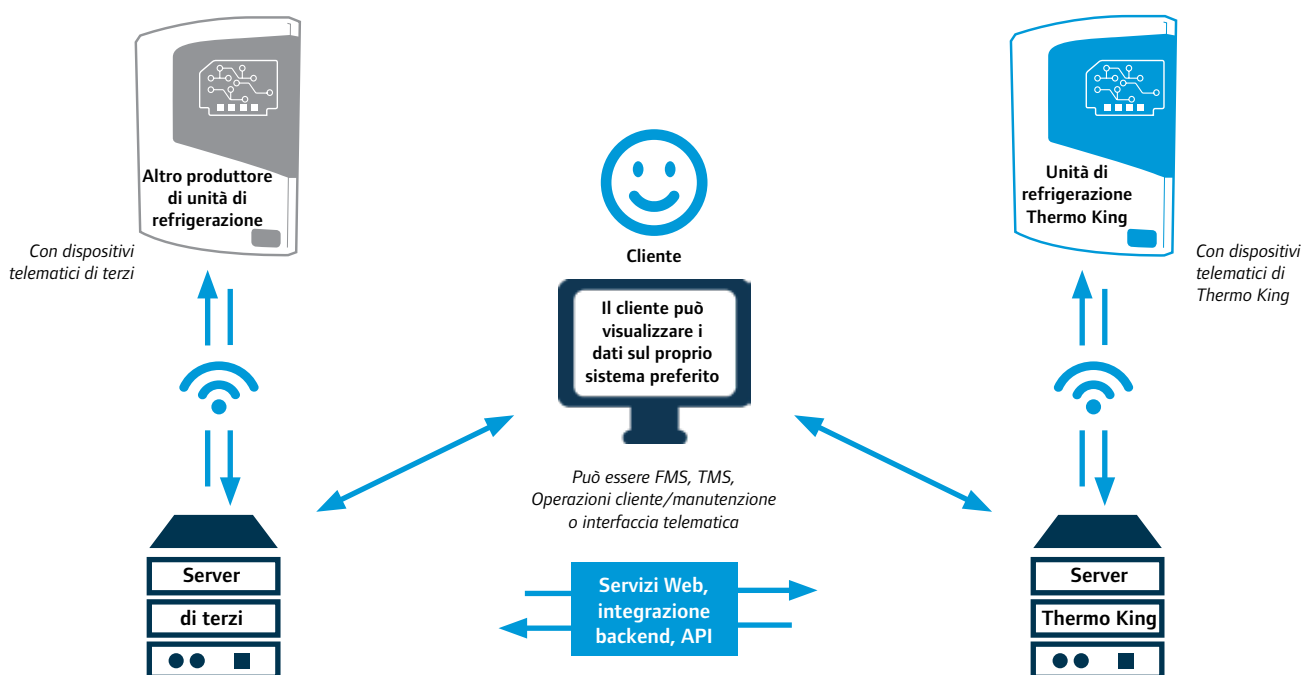 Altro produttore
di unità di
refrigerazione
Con dispositivi
telematici di terzi
Cliente
Il cliente può
visualizzare i
dati sul proprio
sistema preferito
Può essere FMS, TMS,
Operazioni cliente/manutenzione
o interfaccia telematica
Unità di
refrigerazione
Thermo King
Con dispositivi
telematici di
Thermo King
Server
di terzi
Servizi Web,
integrazione
backend, API
Server
Thermo King